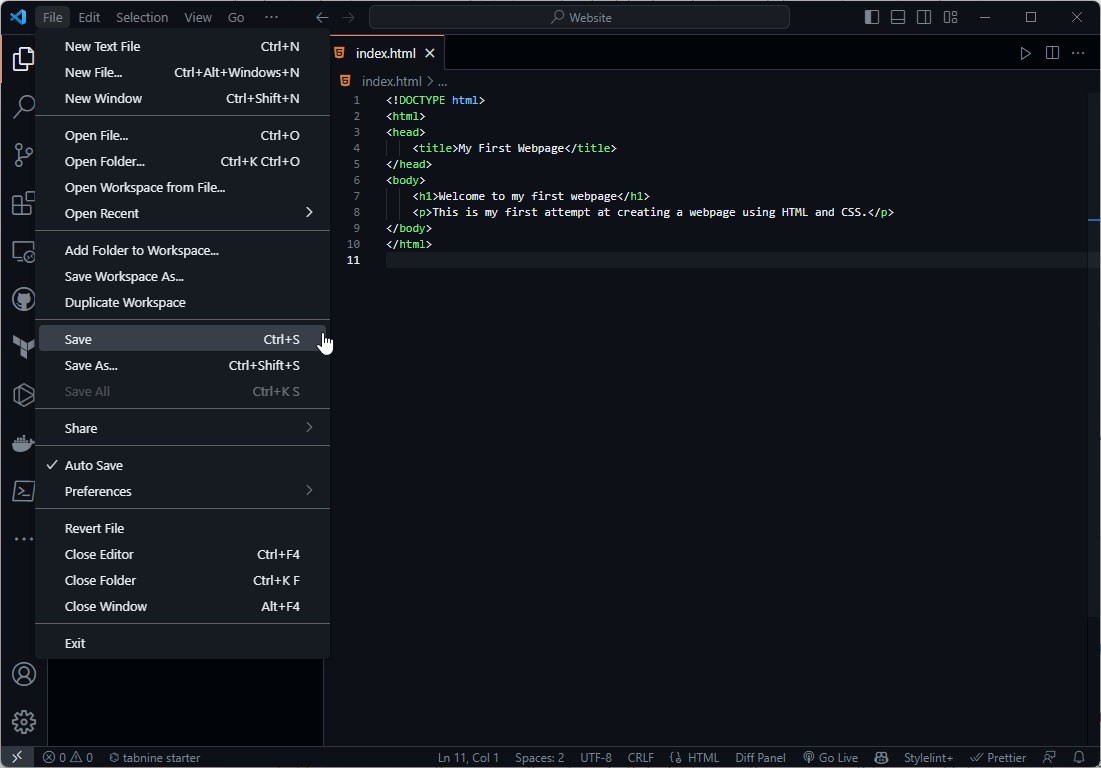 File Edit Selection View Go ··· Website
New Text File Ctrl+N
New File... Ctrl+Alt+Windows+N
New Window Ctrl+Shift+N
Open File... Ctrl+O
Open Folder... Ctrl+K Ctrl+O
Open Workspace from File...
Open Recent
Add Folder to Workspace...
Save Workspace As...
Duplicate Workspace
Save Ctrl+S
Save As... Ctrl+Shift+S
Save All Ctrl+K S
Share
Auto Save
Preferences
Revert File
Close Editor Ctrl+F4
Close Folder Ctrl+K F
Close Window Alt+F4
Exit
index.html
index.html > ...
1 <!DOCTYPE html>
2 <html>
3 <head>
4 <title>My First Webpage</title>
5 </head>
6 <body>
7 <h1>Welcome to my first webpage</h1>
8 <p>This is my first attempt at creating a webpage using HTML and CSS.</p>
9 </body>
10 </html>
11
0 0 tabnine starter Ln 11, Col 1 Spaces: 2 UTF-8 CRLF {} HTML Diff Panel Go Live Stylelint+ Prettier